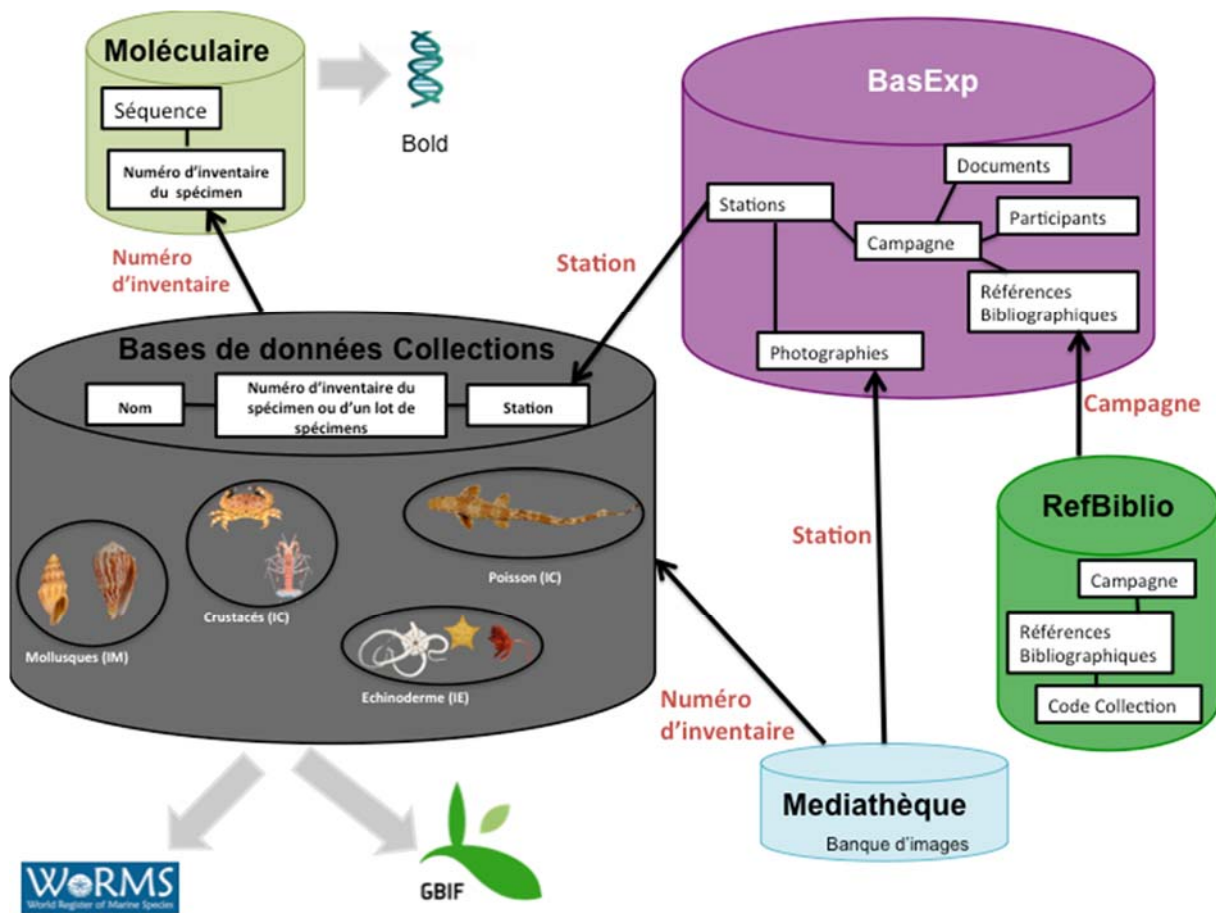 Moléculaire
Séquence
Numéro d'inventaire
du spécimen
Bold
BasExp
Documents
Stations
Participants
Campagne
Références
Bibliographiques
Photographies
Numéro
d'inventaire
Station
Bases de données Collections
Nom
Numéro d'inventaire du
spécimen ou d'un lot de
spécimens
Station
Campagne
Mollusques (IM)
Crustacés (IC)
Poisson (IC)
Echinoderme (IE)
Station
RefBiblio
Campagne
Références
Bibliographiques
Code Collection
Numéro
d'inventaire
Mediathèque
Banque d'images
WoRMS
World Register of Marine Species
GBIF